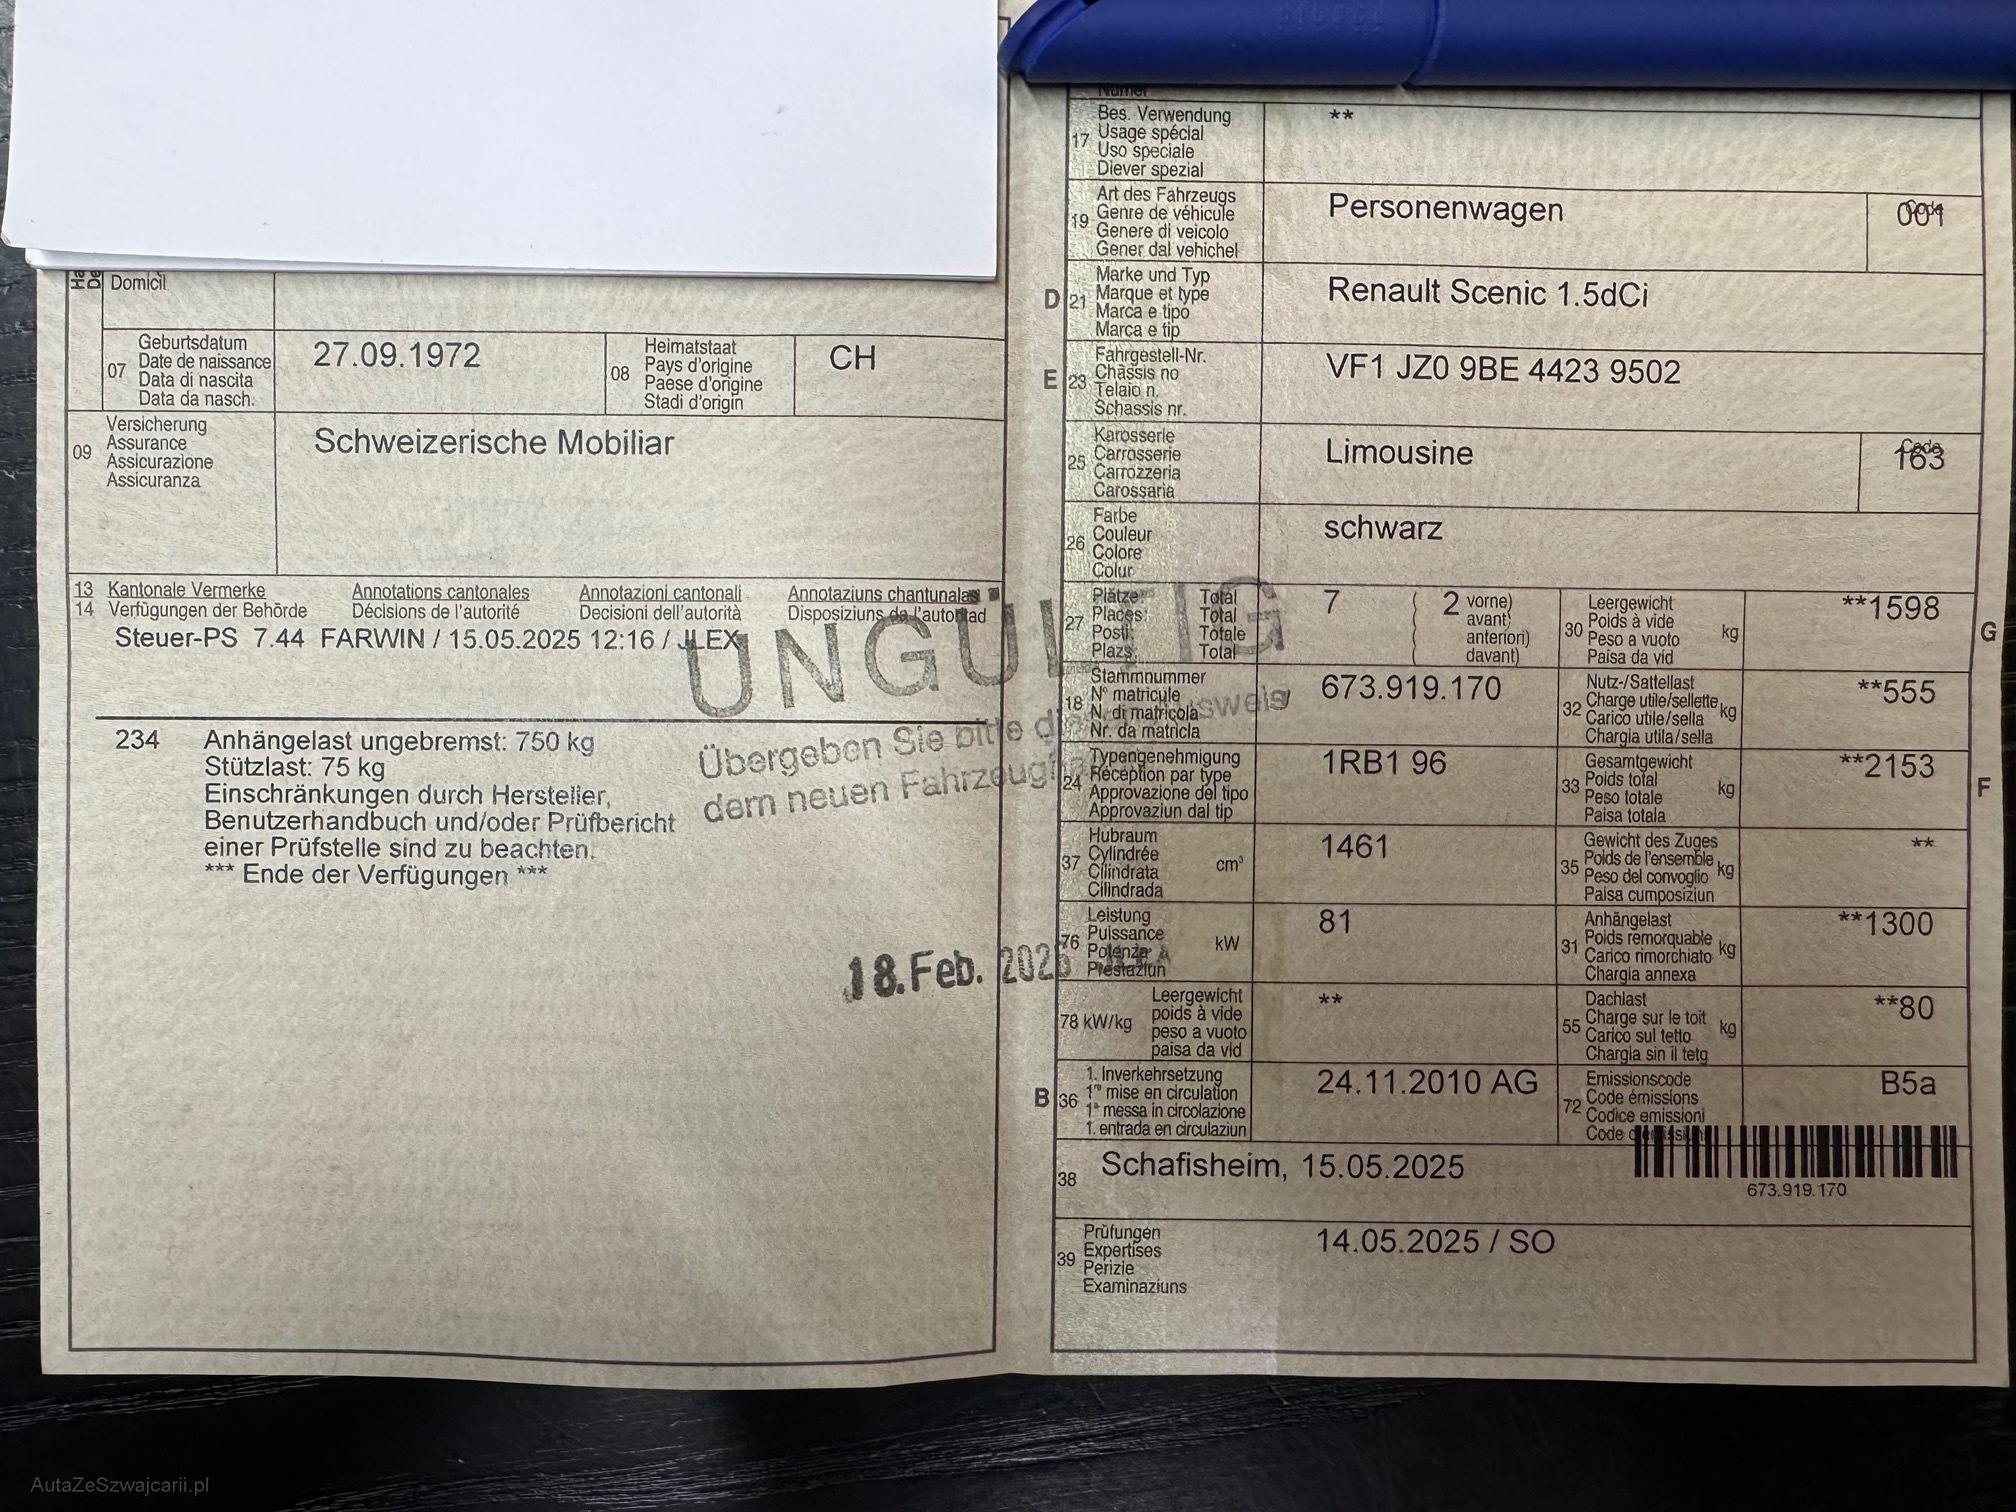 Domicil
07
Geburtsdatum
Date de naissance
Data di nascita
Data da nasch.
27.09.1972
08
Heimatstaat
Pays d'origine
Paese d'origine
Stadi d'origin
CH
09
Versicherung
Assurance
Assicurazione
Assicuranza
Schweizerische Mobiliar
13 Kantonale Vermerke Annotations cantonales Annotazioni cantonali Annotaziuns chantunalas
14 Verfügungen der Behörde Décisions de l'autorité Decisioni dell'autorità Disposiziuns da l'autoritad
Steuer-PS 7.44 FARWIN / 15.05.2025 12:16 / JLEX
234 Anhängelast ungebremst: 750 kg
Stützlast: 75 kg
Einschränkungen durch Hersteller,
Benutzerhandbuch und/oder Prüfbericht
einer Prüfstelle sind zu beachten.
*** Ende der Verfügungen ***
Übergeben Sie bitte
dem neuen
18. Feb.
Numer
17
Bes. Verwendung
Usage spécial
Uso speciale
Diever spezial
**
19
Art des Fahrzeugs
Genre de véhicule
Genere di veicolo
Gener dal vehichel
Personenwagen
Code
001
D 21
Marke und Typ
Marque et type
Marca e tipo
Marca e tip
Renault Scenic 1.5dCi
E 23
Fahrgestell-Nr.
Châssis no
Telaio n.
Schassis nr.
VF1 JZ0 9BE 4423 9502
25
Karosserie
Carrosserie
Carrozzeria
Carossaria
Limousine
Code
163
26
Farbe
Couleur
Colore
Colur
schwarz
27
Plätze Total
Places Total
Posti Totale
Plazs Total
7
2
vorne)
avant)
anteriori)
davant)
30
Leergewicht
Poids à vide
Peso a vuoto
Paisa da vid
kg
**1598
G
18
Stammnummer
N° matricule
N. di matricola
Nr. da matricla
673.919.170
32
Nutz-/Sattellast
Charge utile/sellette
Carico utile/sella
Chargia utila/sella
kg
**555
24
Typengenehmigung
Réception par type
Approvazione del tipo
Approvaziun dal tip
1RB1 96
33
Gesamtgewicht
Poids total
Peso totale
Paisa totala
kg
**2153
F
37
Hubraum
Cylindrée
Cilindrata
Cilindrada
cm³
1461
35
Gewicht des Zuges
Poids de l'ensemble
Peso del convoglio
Paisa cumposiziun
kg
**
76
Leistung
Puissance
Potenza
Prestaziun
kW
81
31
Anhängelast
Poids remorquable
Carico rimorchiato
Chargia annexa
kg
**1300
78 kW/kg
Leergewicht
poids à vide
peso a vuoto
paisa da vid
**
55
Dachlast
Charge sur le toit
Carico sul tetto
Chargia sin il tetg
kg
**80
B 36
1. Inverkehrsetzung
1re mise en circulation
1a messa in circolazione
1. entrada en circulaziun
24.11.2010 AG
72
Emissionscode
Code émissions
Codice emissioni
Code
B5a
38
Schafisheim, 15.05.2025
673.919.170
39
Prüfungen
Expertises
Perizie
Examinaziuns
14.05.2025 / SO
AutaZeSzwajcarii.pl